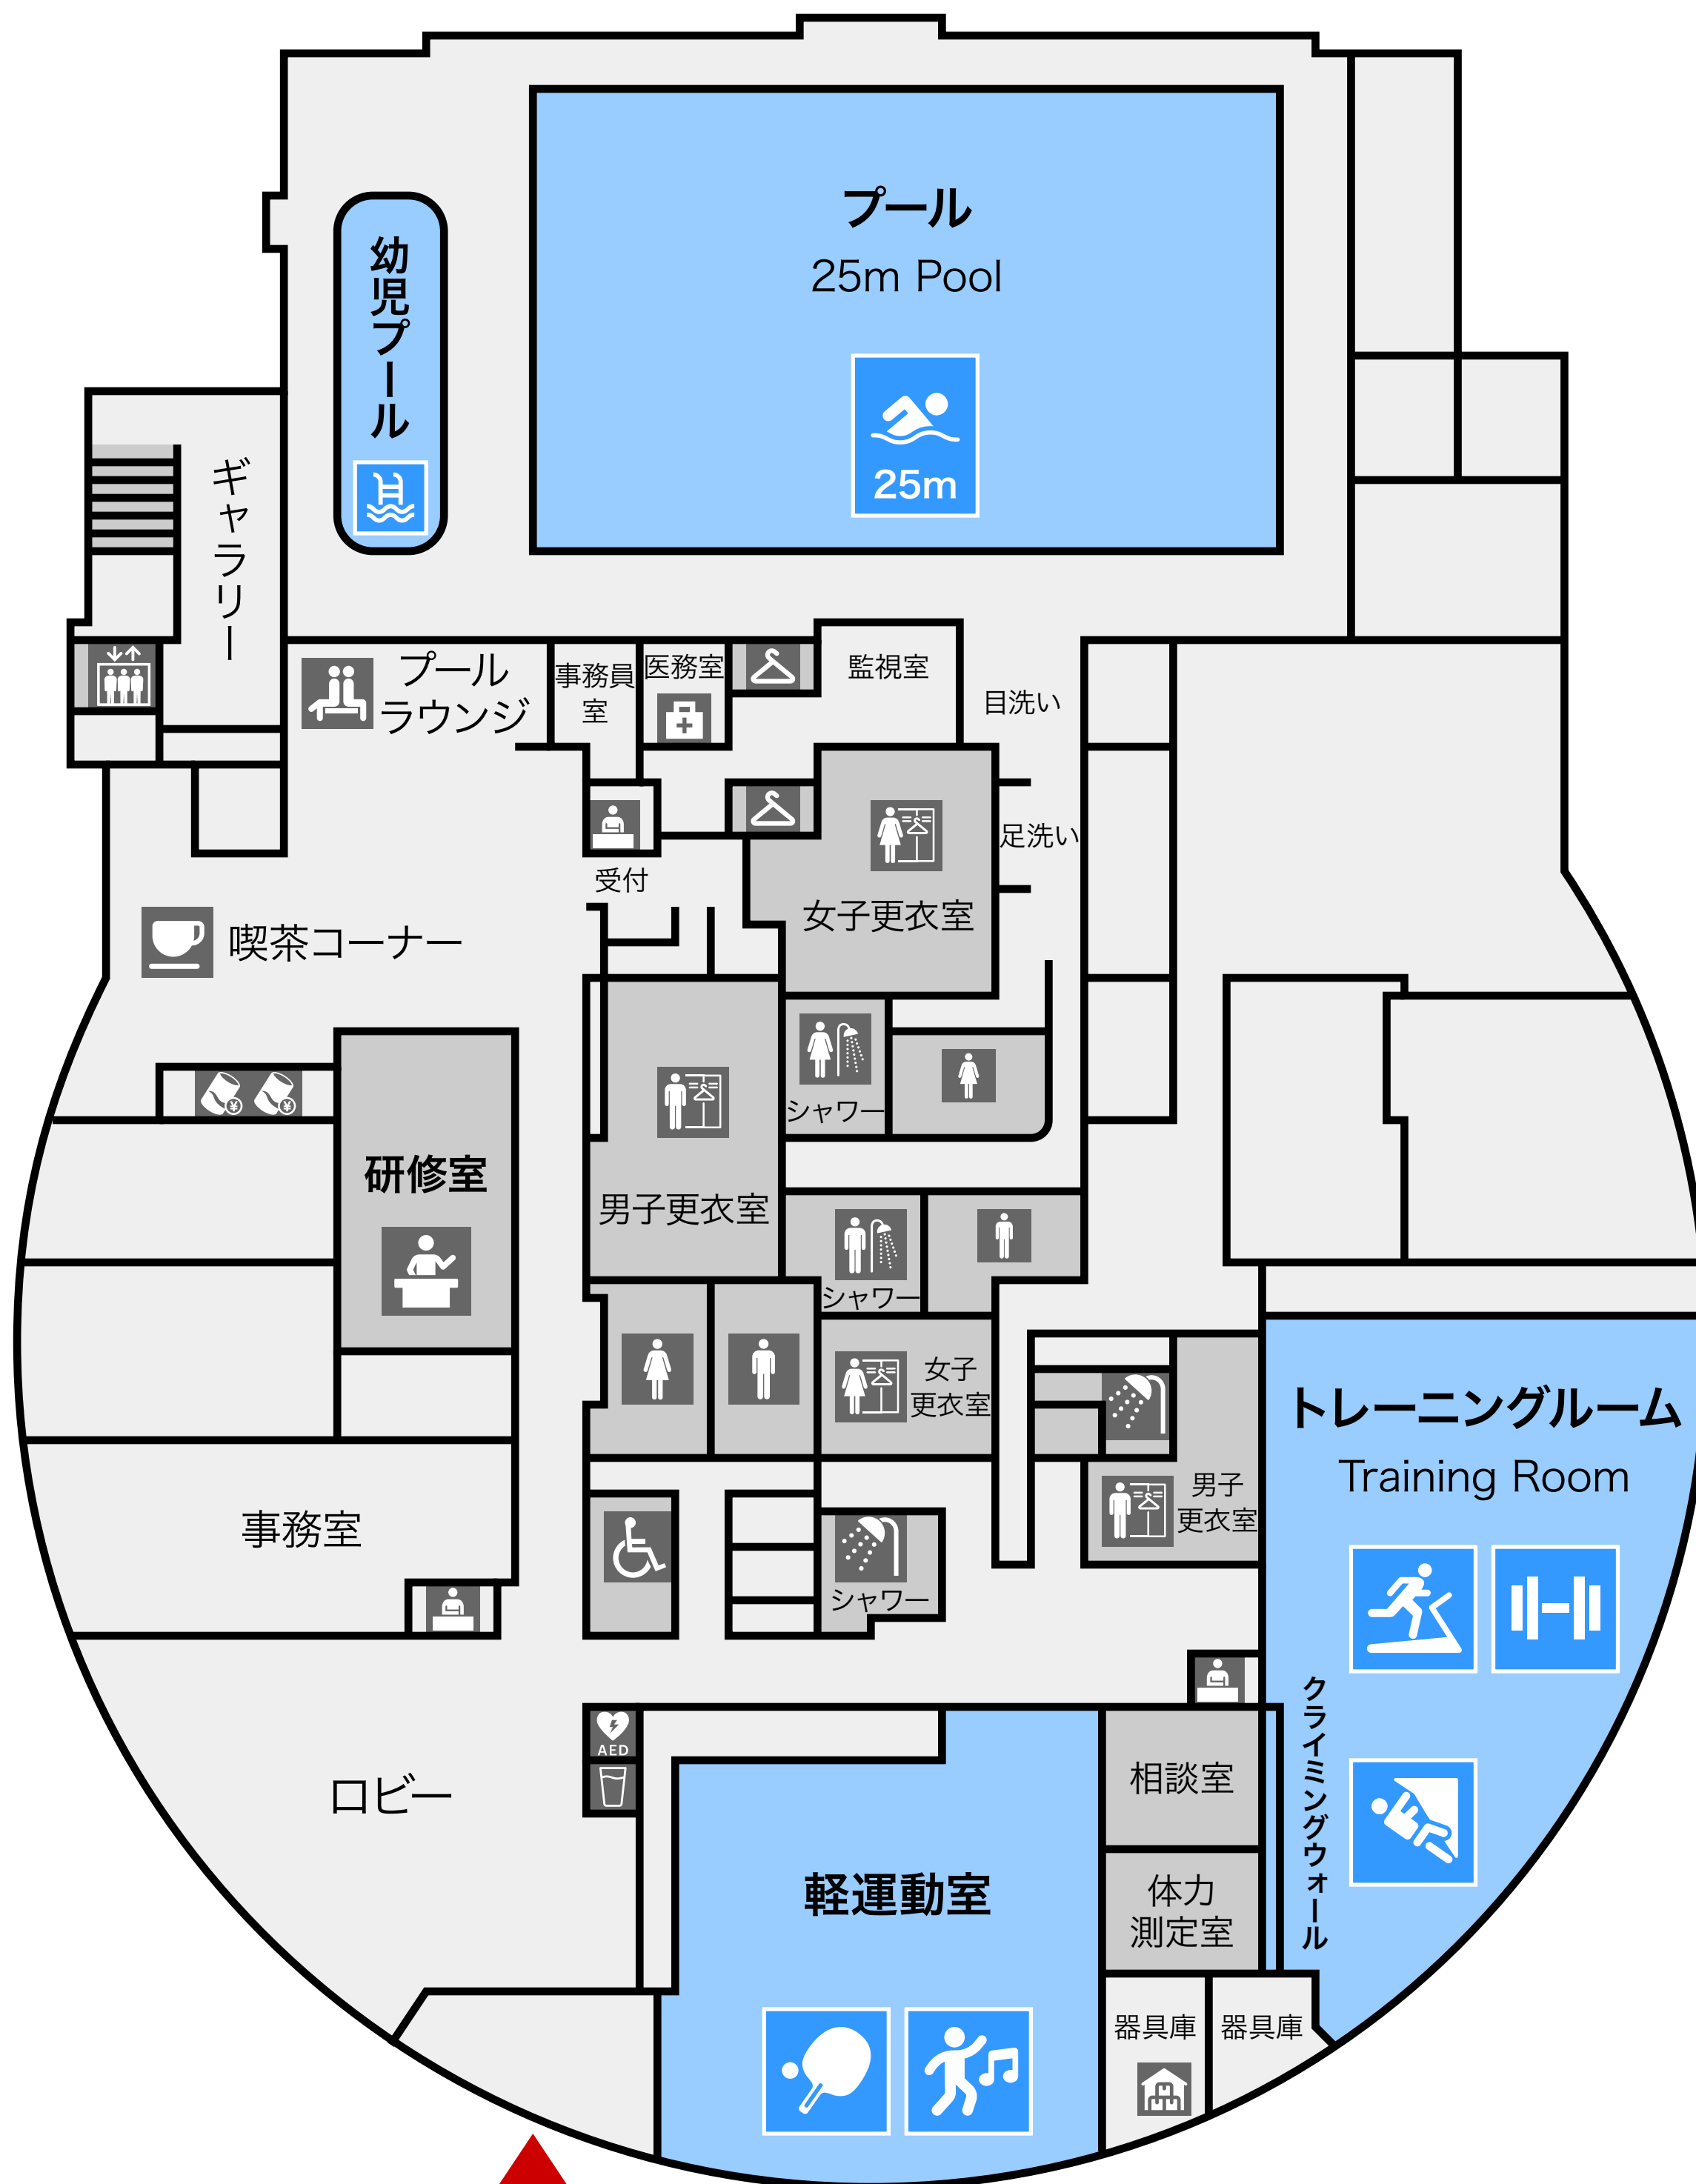 プール
25m Pool
25m
幼児プール
ギャラリー
プール
ラウンジ
事務員
室
医務室
監視室
目洗い
足洗い
受付
女子更衣室
喫茶コーナー
シャワー
研修室
男子更衣室
シャワー
女子
更衣室
トレーニングルーム
Training Room
男子
更衣室
事務室
シャワー
クライミングウォール
AED
ロビー
相談室
軽運動室
体力
測定室
器具庫
器具庫
¥
¥